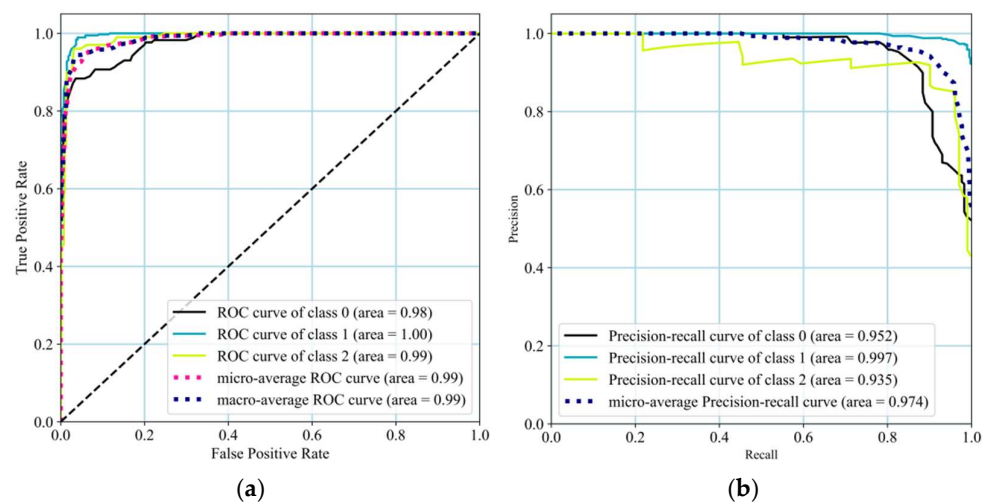 1.0
0.8
0.6
0.4
0.2
0.0
True Positive Rate
ROC curve of class 0 (area = 0.98)
ROC curve of class 1 (area = 1.00)
ROC curve of class 2 (area = 0.99)
micro-average ROC curve (area = 0.99)
macro-average ROC curve (area = 0.99)
0.0 0.2 0.4 0.6 0.8 1.0
False Positive Rate
(a)
1.0
0.8
0.6
0.4
0.2
0.0
Precision
Precision-recall curve of class 0 (area = 0.952)
Precision-recall curve of class 1 (area = 0.997)
Precision-recall curve of class 2 (area = 0.935)
micro-average Precision-recall curve (area = 0.974)
0.0 0.2 0.4 0.6 0.8 1.0
Recall
(b)